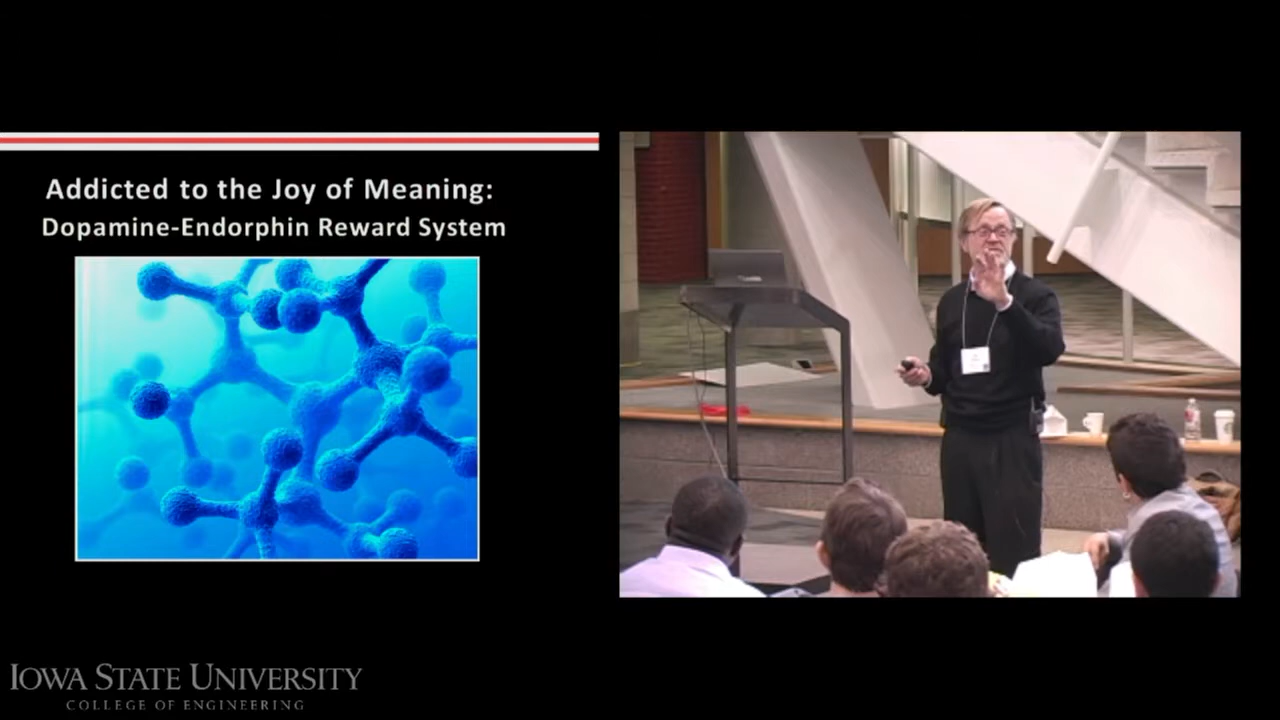 Addicted to the Joy of Meaning:
Dopamine-Endorphin Reward System
IOWA STATE UNIVERSITY
COLLEGE OF ENGINEERING